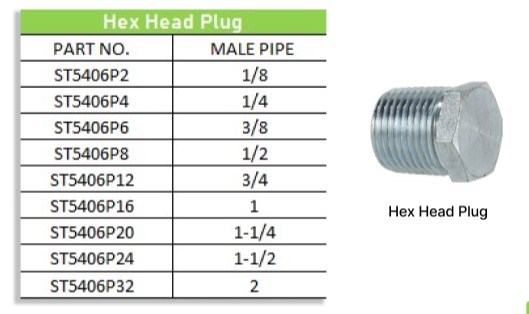 Hex Head Plug
PART NO. MALE PIPE
ST5406P2 1/8
ST5406P4 1/4
ST5406P6 3/8
ST5406P8 1/2
ST5406P12 3/4
ST5406P16 1
ST5406P20 1-1/4
ST5406P24 1-1/2
ST5406P32 2
Hex Head Plug